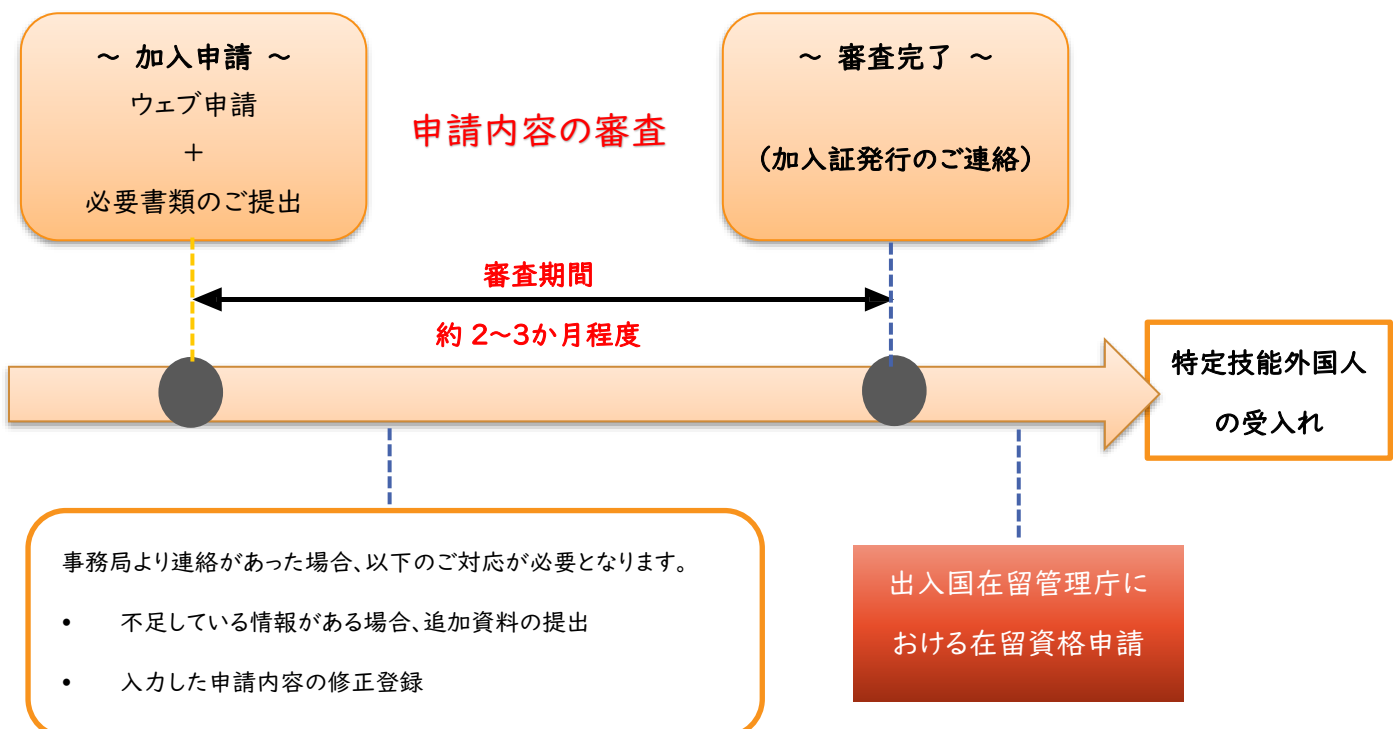 ～ 加入申請 ～
ウェブ申請
+
必要書類のご提出
申請内容の審査
～ 審査完了 ～
（加入証発行のご連絡）
審査期間
約 2～3か月程度
特定技能外国人
の受入れ
事務局より連絡があった場合、以下のご対応が必要となります。
• 不足している情報がある場合、追加資料の提出
• 入力した申請内容の修正登録
出入国在留管理庁に
おける在留資格申請